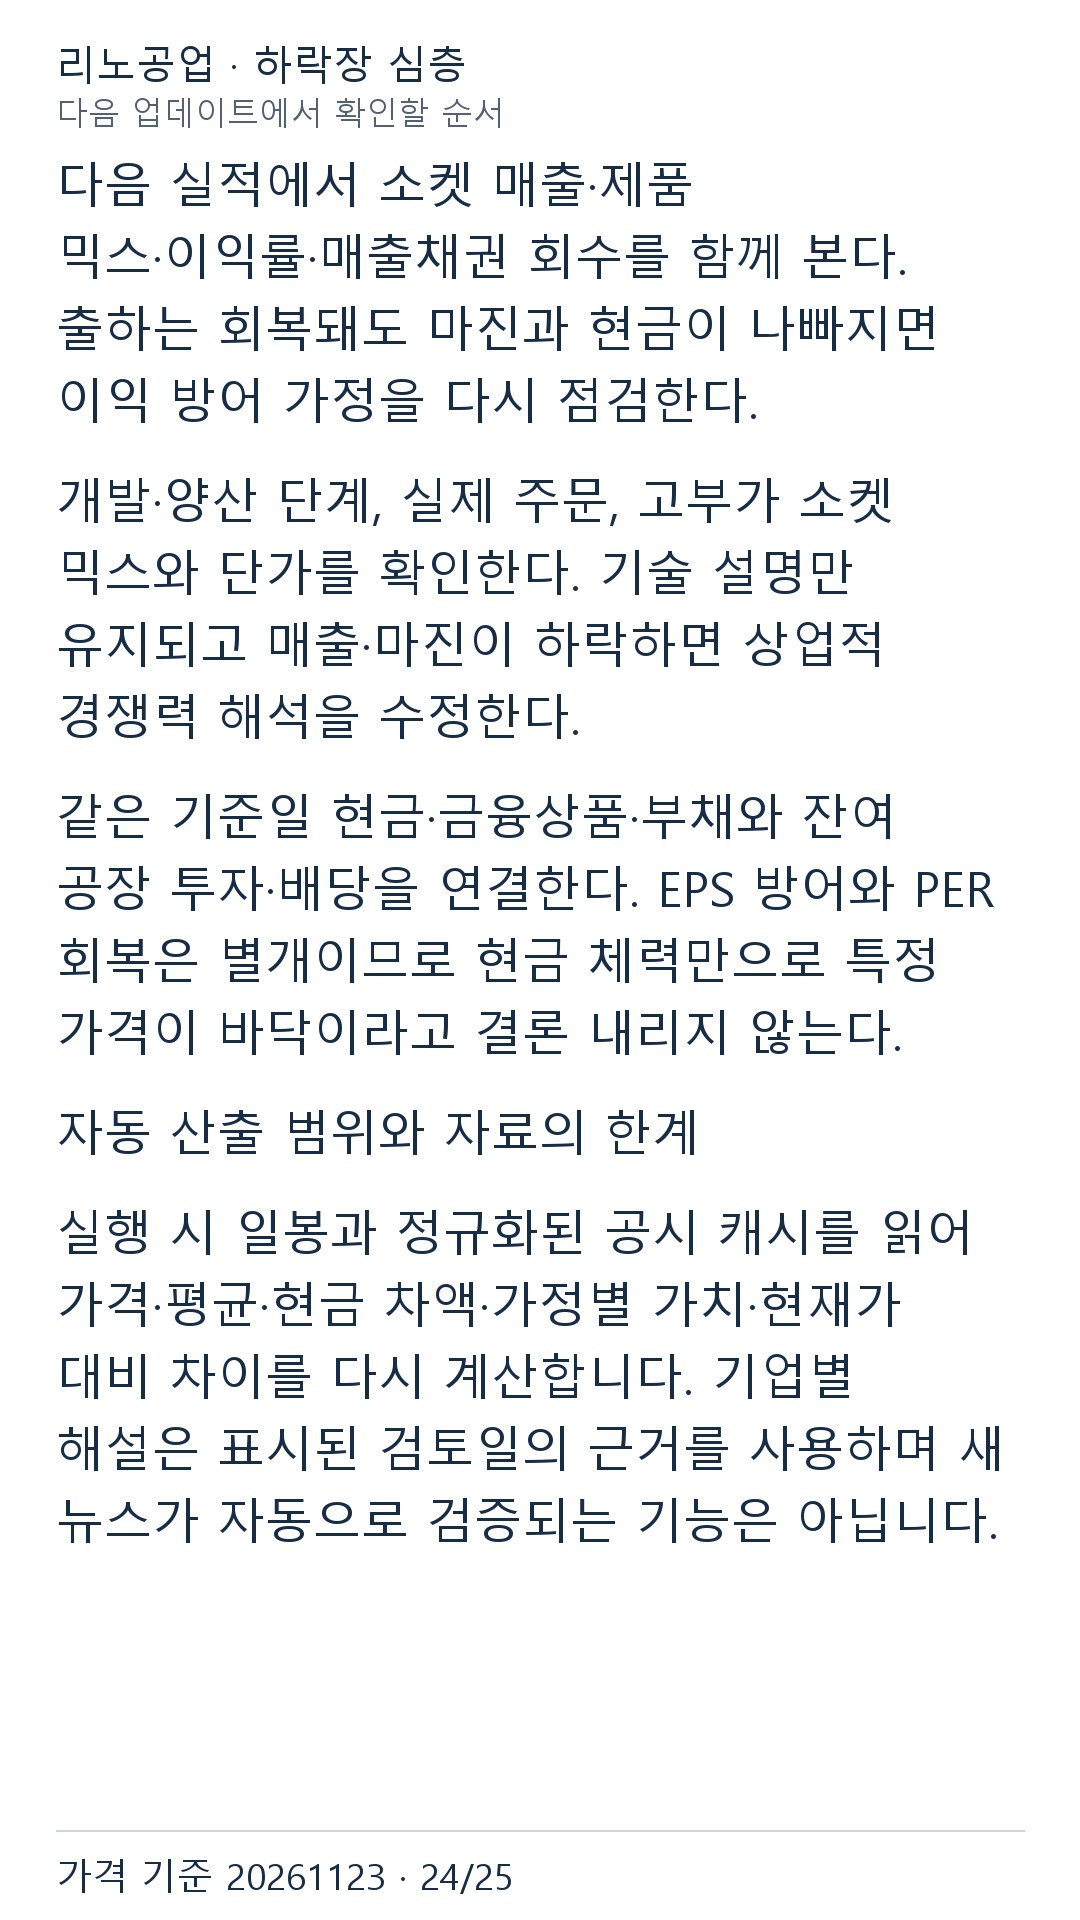 리노공업 · 하락장 심층
다음 업데이트에서 확인할 순서
다음 실적에서 소켓 매출·제품
믹스·이익률·매출채권 회수를 함께 본다.
출하는 회복돼도 마진과 현금이 나빠지면
이익 방어 가정을 다시 점검한다.
개발·양산 단계, 실제 주문, 고부가 소켓
믹스와 단가를 확인한다. 기술 설명만
유지되고 매출·마진이 하락하면 상업적
경쟁력 해석을 수정한다.
같은 기준일 현금·금융상품·부채와 잔여
공장 투자·배당을 연결한다. EPS 방어와 PER
회복은 별개이므로 현금 체력만으로 특정
가격이 바닥이라고 결론 내리지 않는다.
자동 산출 범위와 자료의 한계
실행 시 일봉과 정규화된 공시 캐시를 읽어
가격·평균·현금 차액·가정별 가치·현재가
대비 차이를 다시 계산합니다. 기업별
해설은 표시된 검토일의 근거를 사용하며 새
뉴스가 자동으로 검증되는 기능은 아닙니다.
가격 기준 20261123 · 24/25